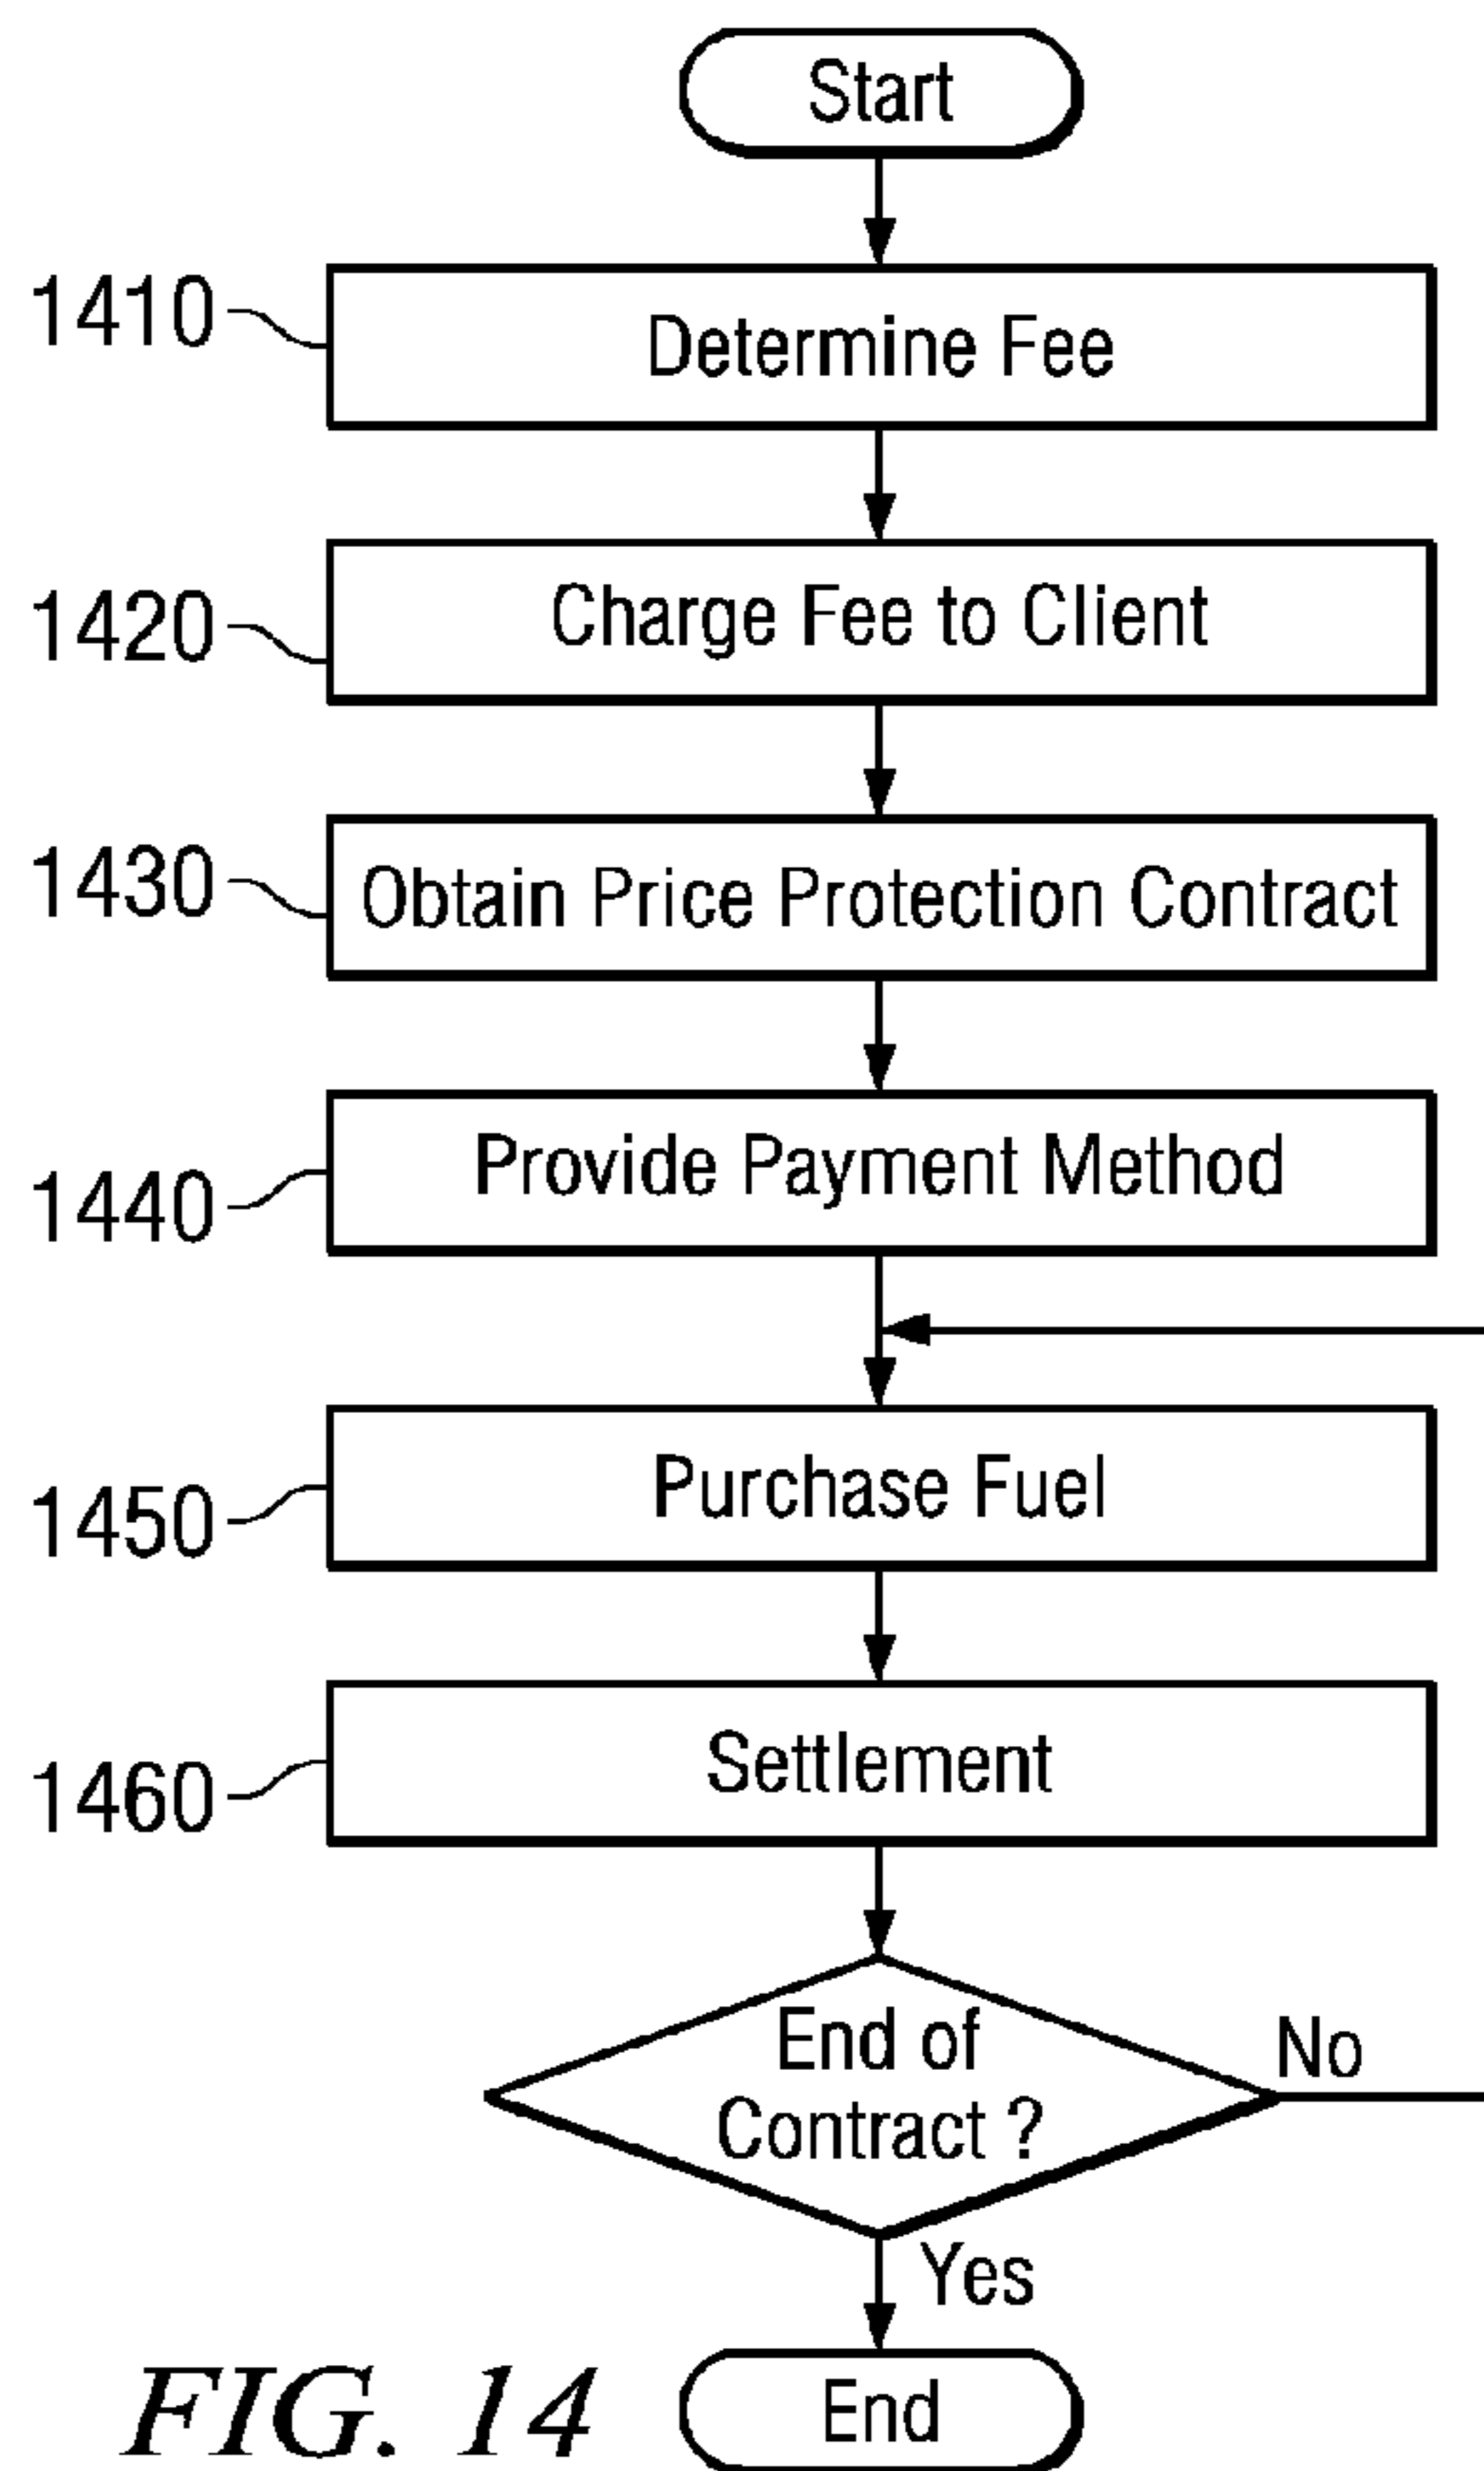 Start
1410
Determine Fee
1420
Charge Fee to Client
1430
Obtain Price Protection Contract
1440
Provide Payment Method
1450
Purchase Fuel
1460
Settlement
End of
Contract ?
No
Yes
End
FIG. 14